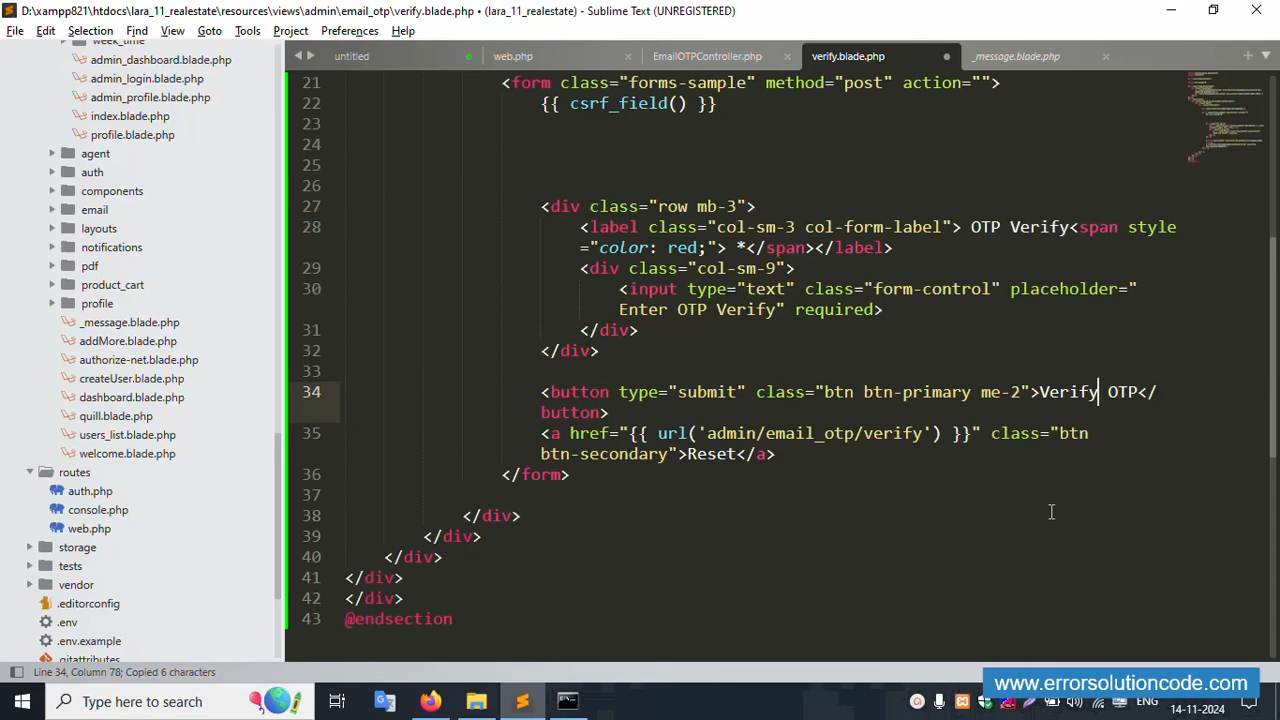 D:\xampp821\htdocs\lara_11_realestate\resources\views\admin\email_otp\verify.blade.php • (lara_11_realestate) - Sublime Text (UNREGISTERED)
File Edit Selection Find View Goto Tools Project Preferences Help
untitled web.php EmailOTPController.php verify.blade.php _message.blade.php
week_time
admin_dashboard.blade.php
admin_login.blade.php
admin_profile.blade.php
index.blade.php
profile.blade.php
agent
auth
components
email
layouts
notifications
pdf
product_cart
profile
_message.blade.php
addMore.blade.php
authorize-net.blade.php
createUser.blade.php
dashboard.blade.php
quill.blade.php
users_list.blade.php
welcome.blade.php
routes
auth.php
console.php
web.php
storage
tests
vendor
.editorconfig
.env
.env.example
.gitattributes
21 <form class="forms-sample" method="post" action="">
22 {{ csrf_field() }}
23
24
25
26
27 <div class="row mb-3">
28 <label class="col-sm-3 col-form-label"> OTP Verify<span style
="color: red;"> *</span></label>
29 <div class="col-sm-9">
30 <input type="text" class="form-control" placeholder="
Enter OTP Verify" required>
31 </div>
32 </div>
33
34 <button type="submit" class="btn btn-primary me-2">Verify OTP</
button>
35 <a href="{{ url('admin/email_otp/verify') }}" class="btn
btn-secondary">Reset</a>
36 </form>
37
38 </div>
39 </div>
40 </div>
41 </div>
42 </div>
43 @endsection
Line 34, Column 78; Copied 6 characters
www.errorsolutioncode.com
Type here to search
ENG
14-11-2024